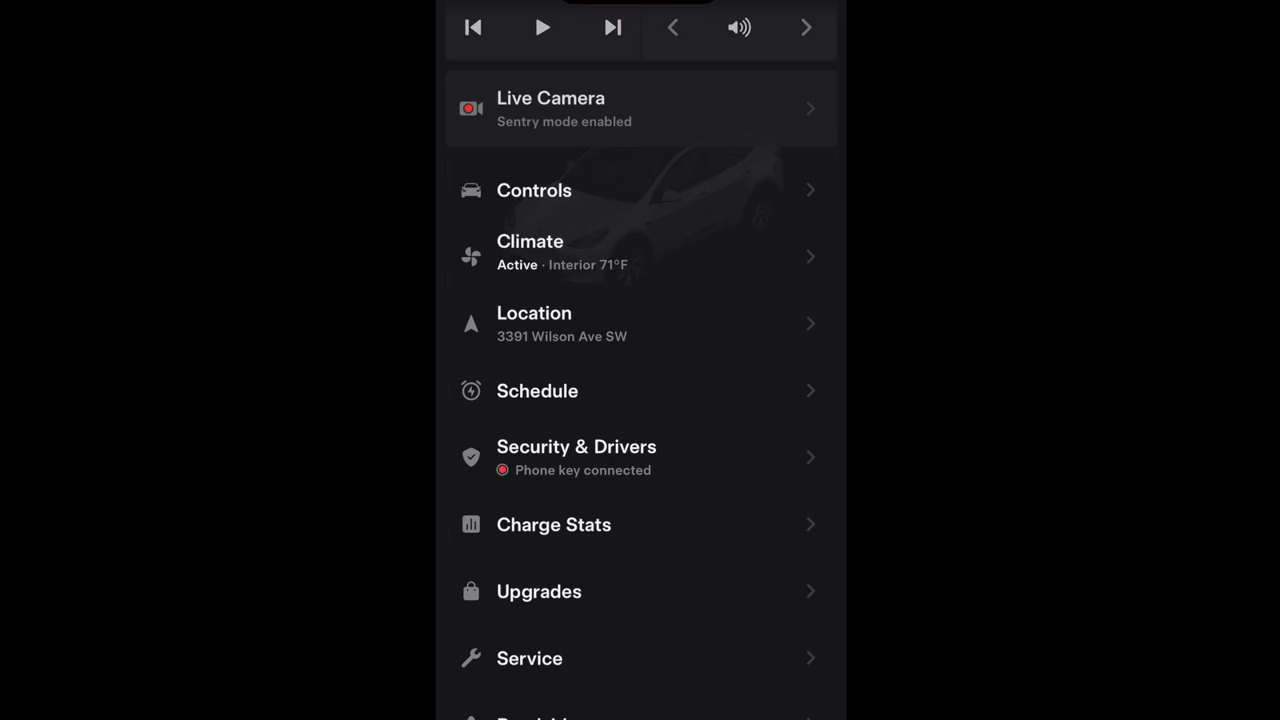 Live Camera
Sentry mode enabled
Controls
Climate
Active · Interior 71°F
Location
3391 Wilson Ave SW
Schedule
Security & Drivers
Phone key connected
Charge Stats
Upgrades
Service